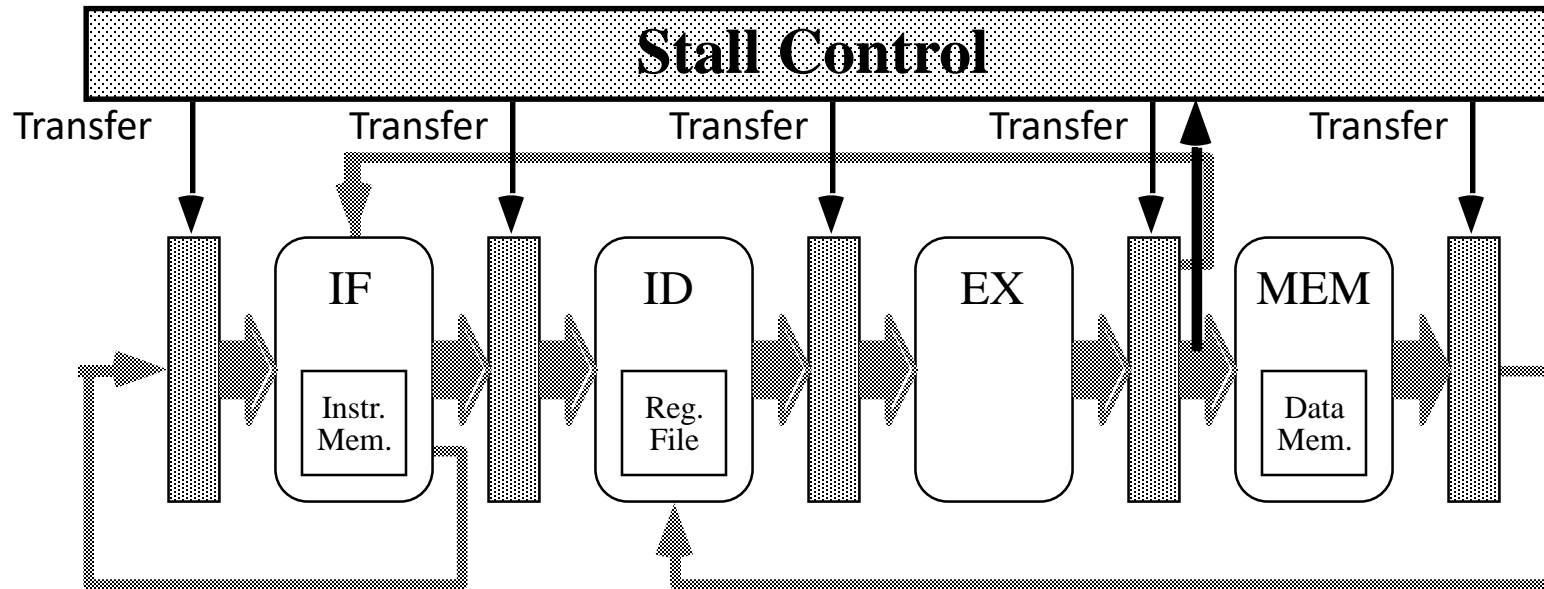 Stall Control
Transfer Transfer Transfer Transfer Transfer
IF ID EX MEM
Instr. Reg. Data
Mem. File Mem.